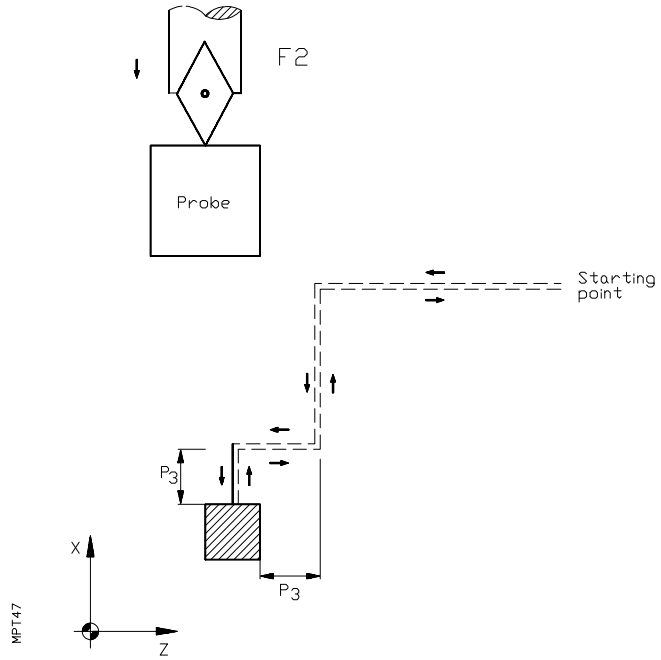 F2
Probe
Starting
point
P3
P3
X
Z
MPT47